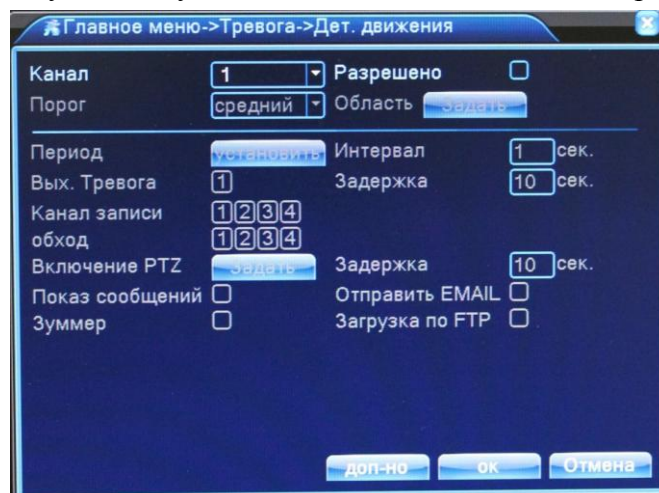 Главное меню->Тревога->Дет. движения
Канал 1 Разрешено
Порог средний Область Задать
Период установить Интервал 1 сек.
Вых. Тревога 1 Задержка 10 сек.
Канал записи 1 2 3 4
обход 1 2 3 4
Включение PTZ Задать Задержка 10 сек.
Показ сообщений Отправить EMAIL
Зуммер Загрузка по FTP
доп-но ок Отмена